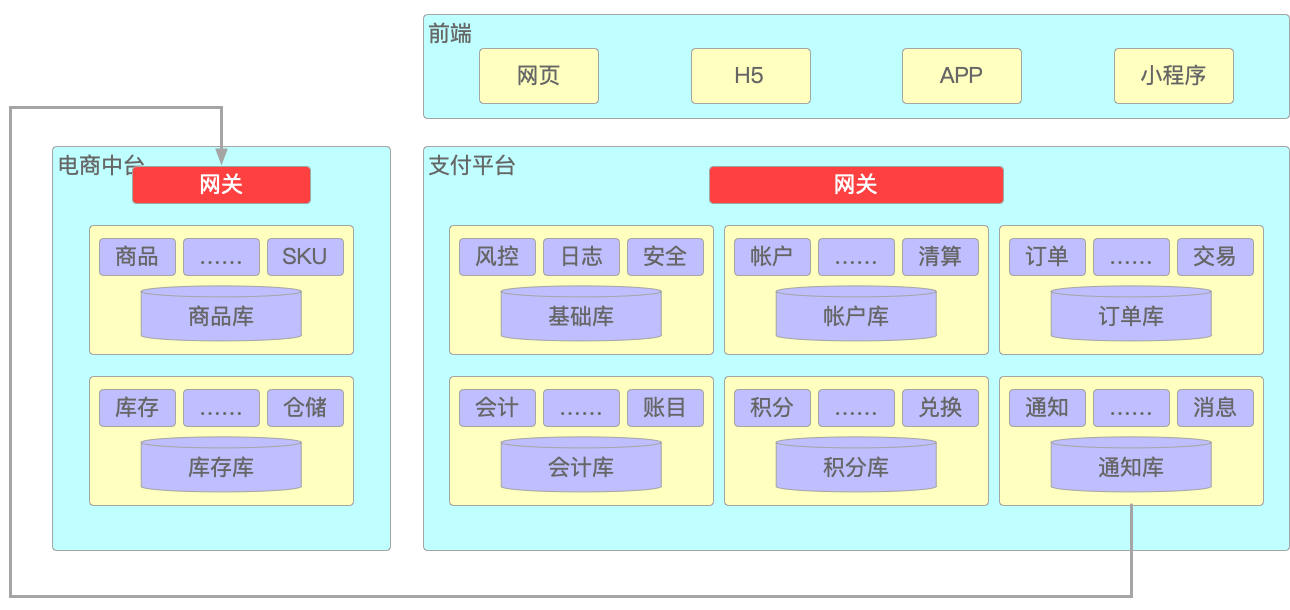 前端
网页
H5
APP
小程序
电商中台
网关
商品
……
SKU
商品库
库存
……
仓储
库存库
支付平台
网关
风控
日志
安全
基础库
帐户
……
清算
帐户库
订单
……
交易
订单库
会计
……
账目
会计库
积分
……
兑换
积分库
通知
……
消息
通知库